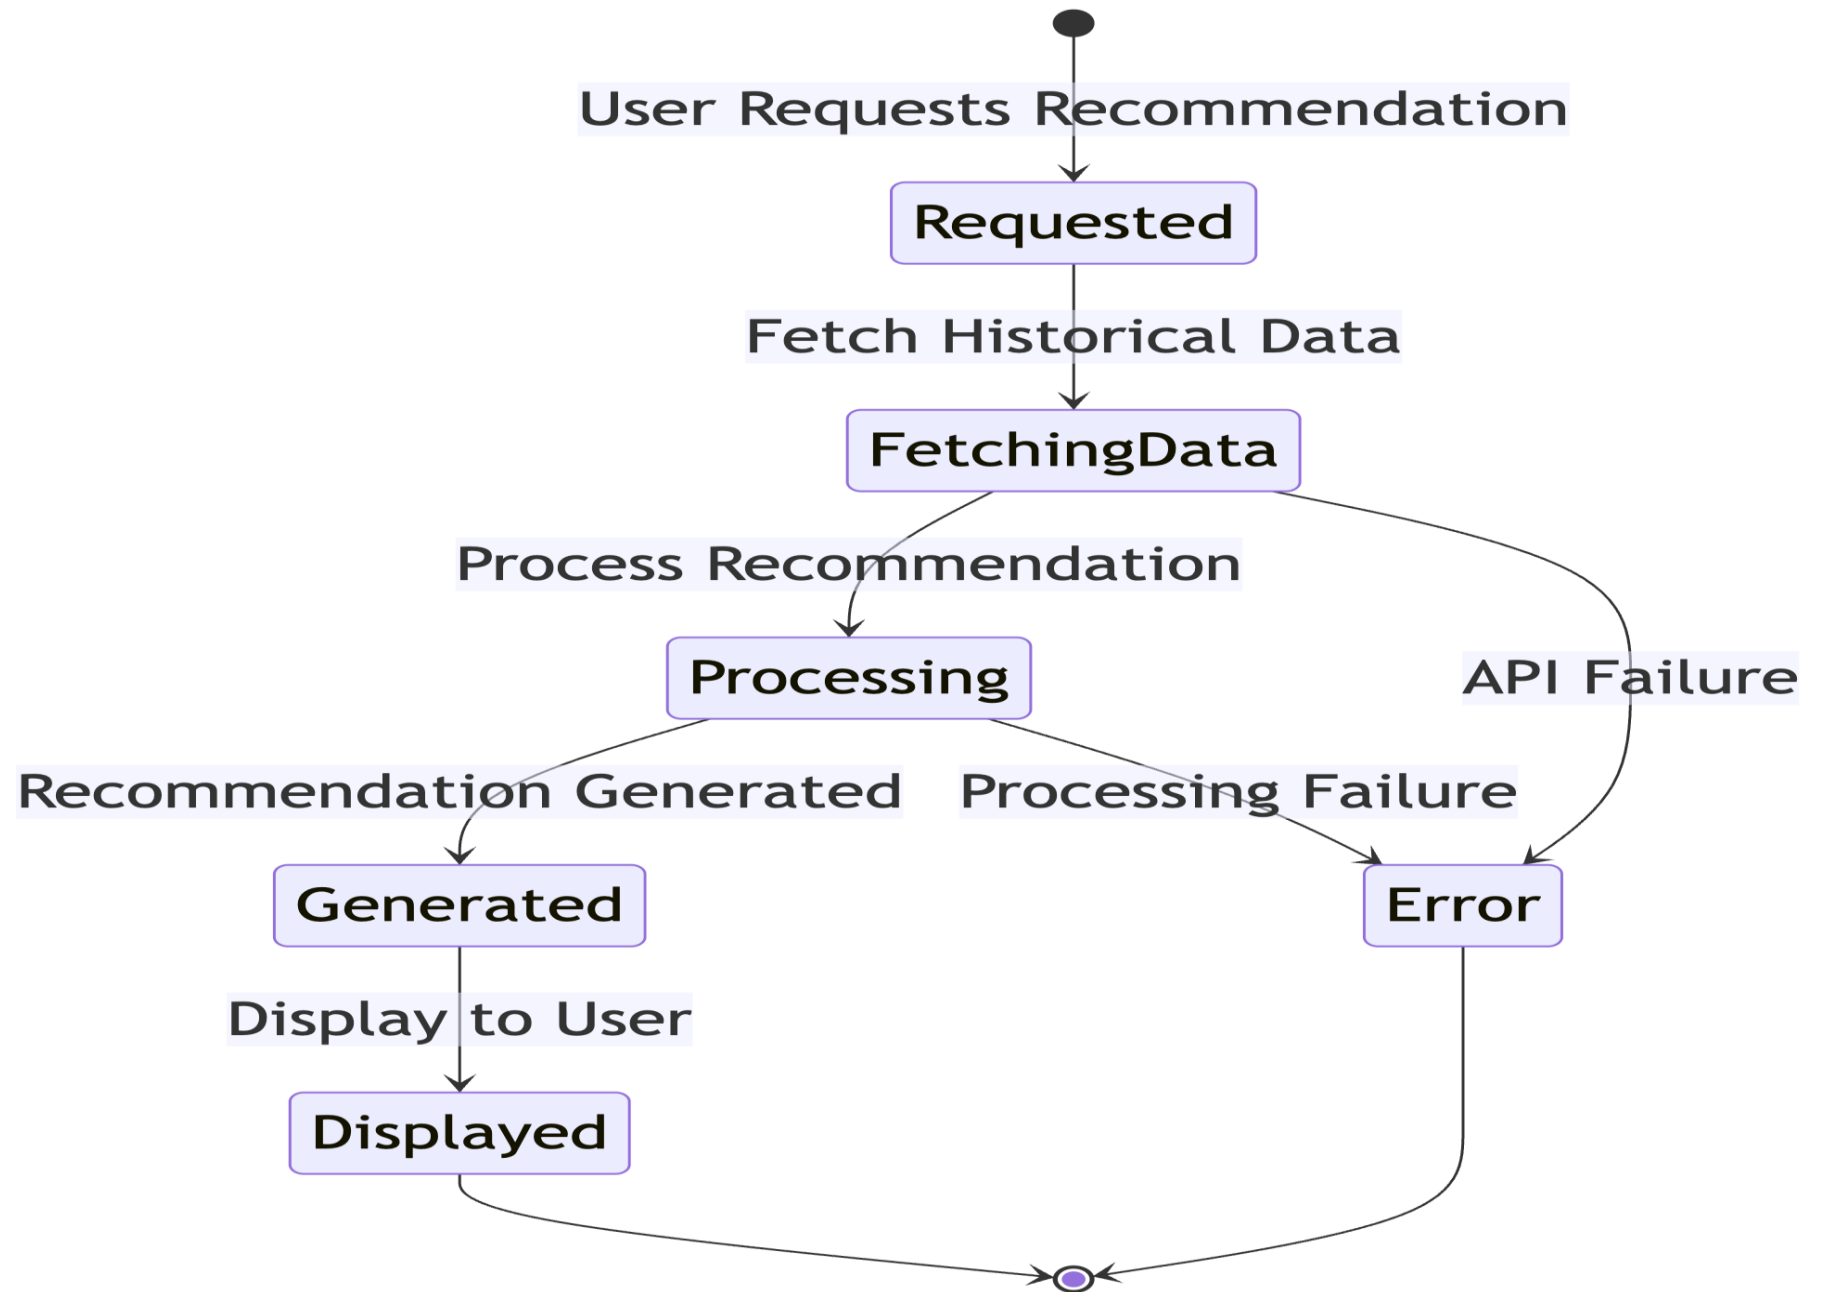 User Requests Recommendation
Requested
Fetch Historical Data
FetchingData
Process Recommendation
Processing
API Failure
Recommendation Generated
Processing Failure
Generated
Error
Display to User
Displayed